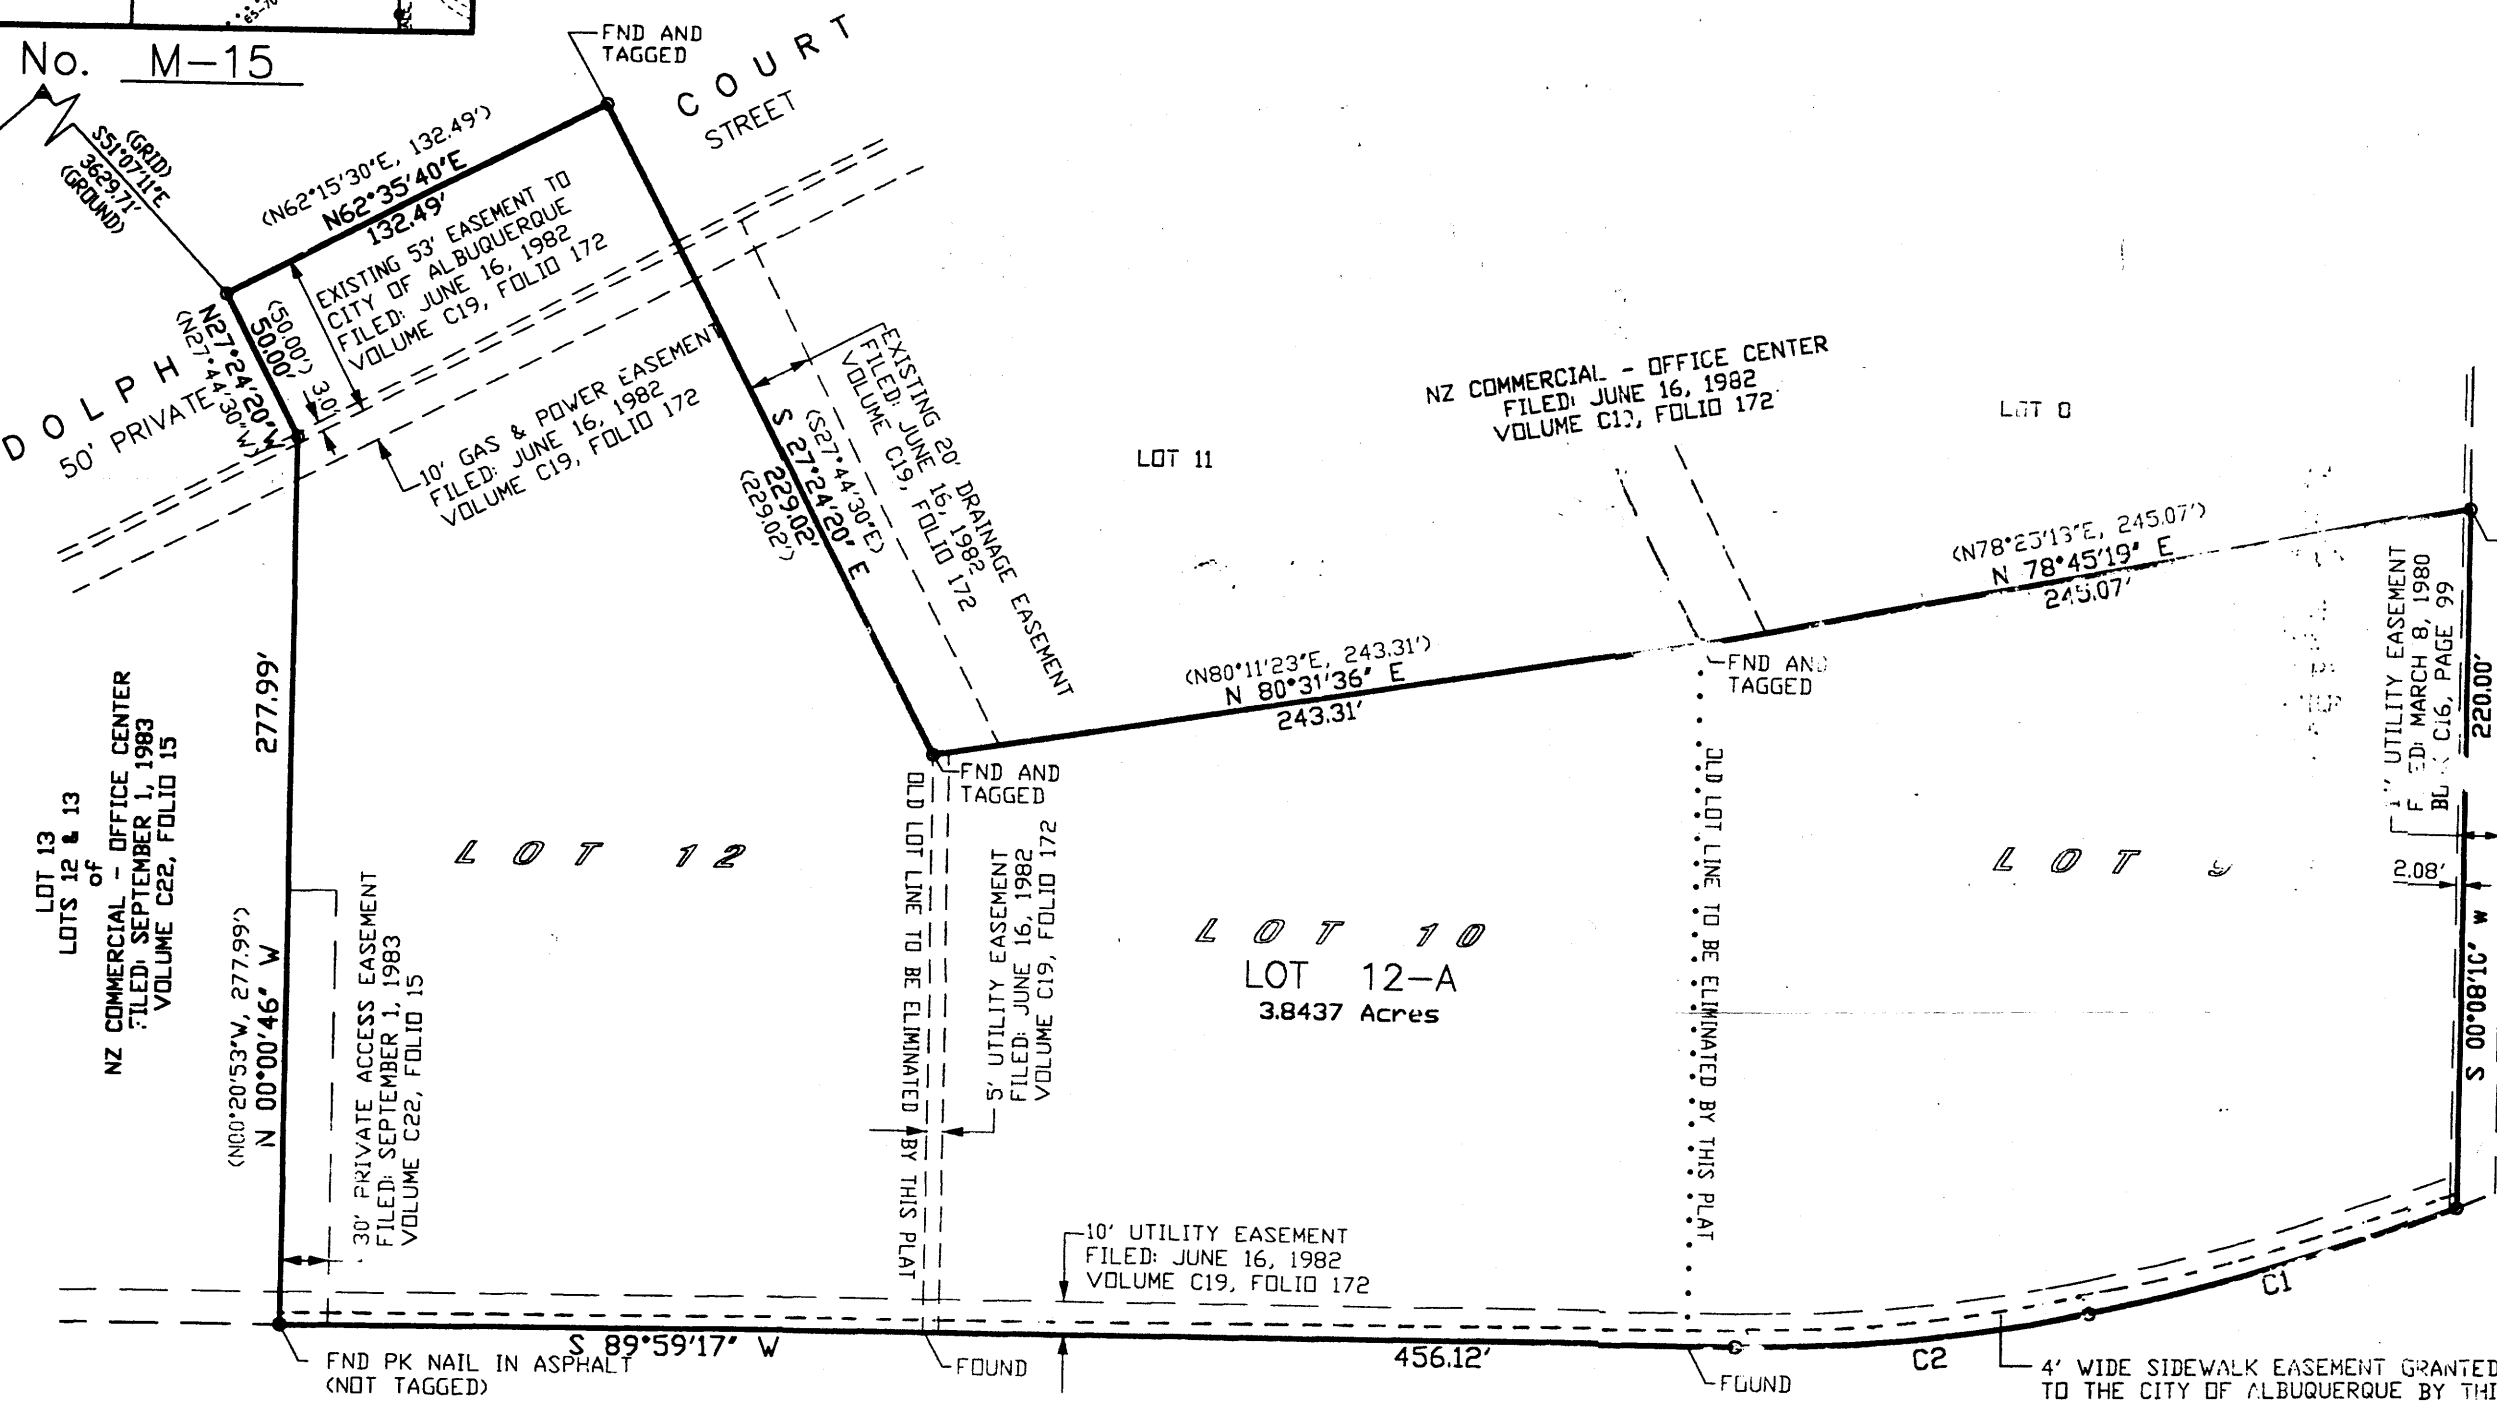 No. M-15
FND AND
TAGGED
COURT
STREET
(GRID)
S51°07'11"E
3629.71'
(GROUND)
(N62°15'30"E, 132.49')
N62°35'40"E
132.49'
EXISTING 53' EASEMENT TO
CITY OF ALBUQUERQUE
FILED: JUNE 16, 1982
VOLUME C19, FOLIO 172
(50.00')
50.00'
N27°24'20"W
(N27°44'30"W)
30'
DOLPH
50' PRIVATE
10' GAS & POWER EASEMENT
FILED: JUNE 16, 1982
VOLUME C19, FOLIO 172
EXISTING 20' DRAINAGE EASEMENT
FILED: JUNE 16, 1982
VOLUME C19, FOLIO 172
(S27°44'30"E)
S 27°24'20" E
229.02'
(229.02')
LOT 11
NZ COMMERCIAL - OFFICE CENTER
FILED: JUNE 16, 1982
VOLUME FOLIO 172
LOT
(N78°25'13"E, 245.07')
N 78°45'19" E
245.07'
(N80°11'23"E, 243.31')
N 80°31'36" E
243.31'
FND AND
TAGGED
FND AND
TAGGED
UTILITY EASEMENT
MARCH 8, 1980
C16, PAGE 99
220.00'
2.08'
S 00°08'10" W
277.99'
(N00°20'53"W, 277.99')
N 00°00'46" W
LOT 13
LOTS 12 & 13
of
NZ COMMERCIAL - OFFICE CENTER
FILED: SEPTEMBER 1, 1983
VOLUME C22, FOLIO 15
30' PRIVATE ACCESS EASEMENT
FILED: SEPTEMBER 1, 1983
VOLUME C22, FOLIO 15
LOT 12
OLD LOT LINE TO BE ELIMINATED BY THIS PLAT
5' UTILITY EASEMENT
FILED: JUNE 16, 1982
VOLUME C19, FOLIO 172
LOT 10
LOT 12-A
3.8437 Acres
OLD LOT LINE TO BE ELIMINATED BY THIS PLAT
LOT 9
10' UTILITY EASEMENT
FILED: JUNE 16, 1982
VOLUME C19, FOLIO 172
C1
C2
S 89°59'17" W
456.12'
FND PK NAIL IN ASPHALT
(NOT TAGGED)
FOUND
FOUND
4' WIDE SIDEWALK EASEMENT GRANTED
TO THE CITY OF ALBUQUERQUE BY THI